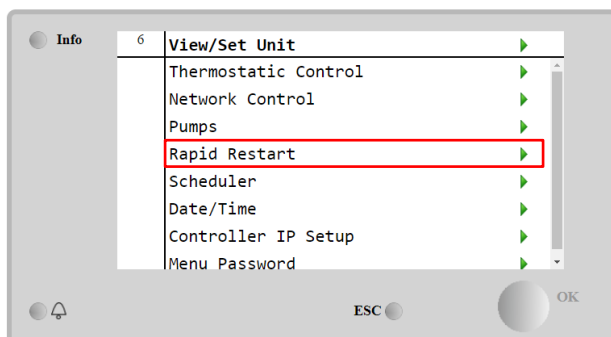 Info
6 View/Set Unit
Thermostatic Control
Network Control
Pumps
Rapid Restart
Scheduler
Date/Time
Controller IP Setup
Menu Password
ESC
OK